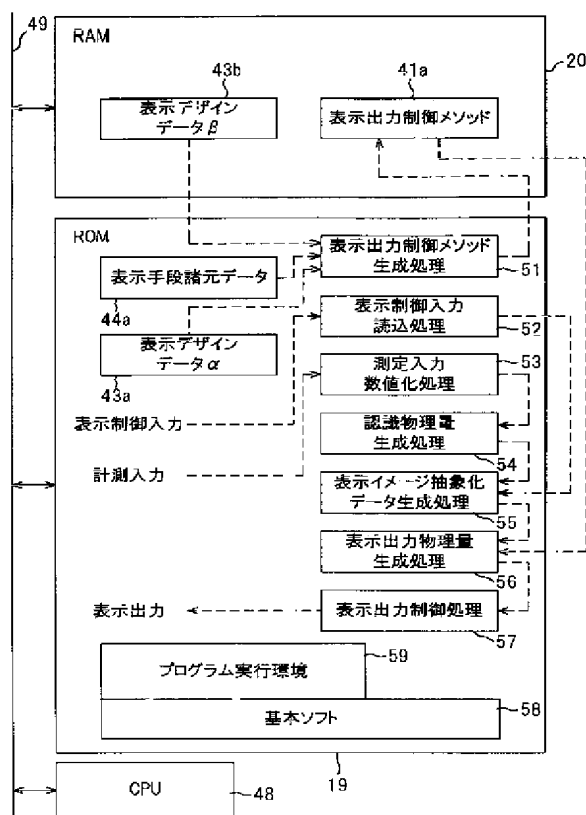 49
RAM
20
43b
41a
表示デザイン
データβ
表示出力制御メソッド
ROM
表示出力制御メソッド
生成処理
51
表示手段諸元データ
44a
表示制御入力
読込処理
52
表示デザイン
データα
43a
測定入力
数値化処理
53
表示制御入力
認識物理量
生成処理
54
計測入力
表示イメージ抽象化
データ生成処理
55
表示出力物理量
生成処理
56
表示出力
表示出力制御処理
57
59
プログラム実行環境
基本ソフト
58
19
CPU
48